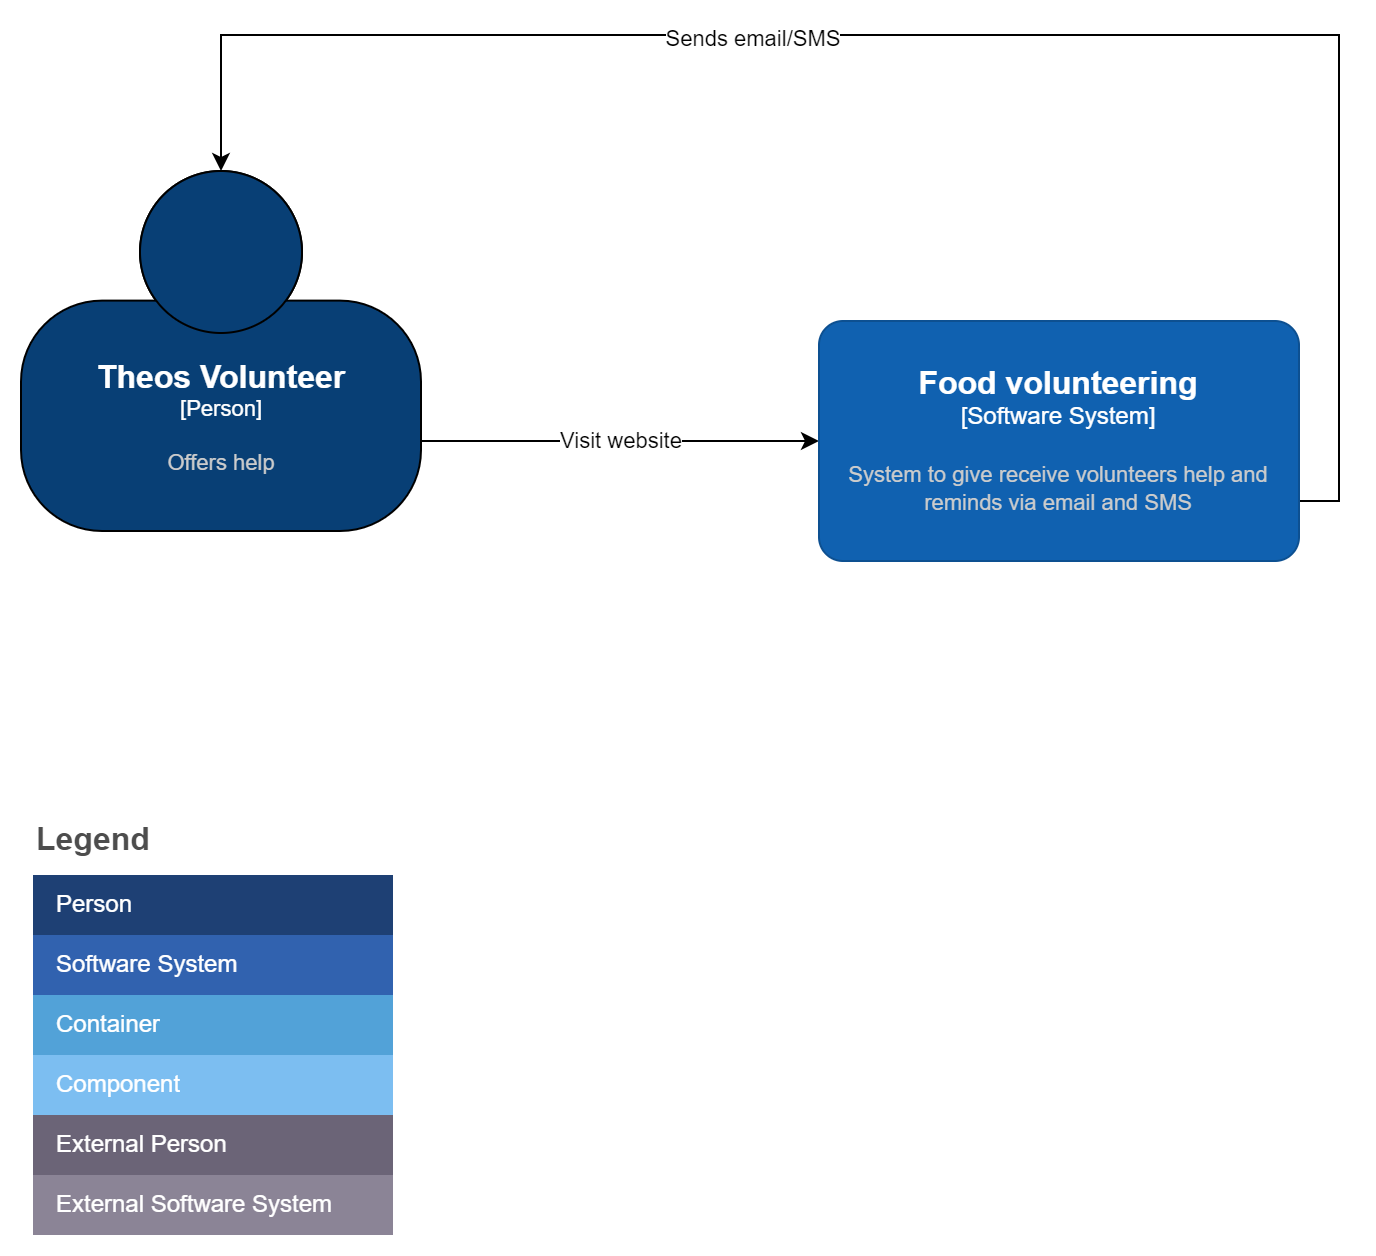 Sends email/SMS
Theos Volunteer
[Person]
Offers help
Visit website
Food volunteering
[Software System]
System to give receive volunteers help and
reminds via email and SMS
Legend
Person
Software System
Container
Component
External Person
External Software System